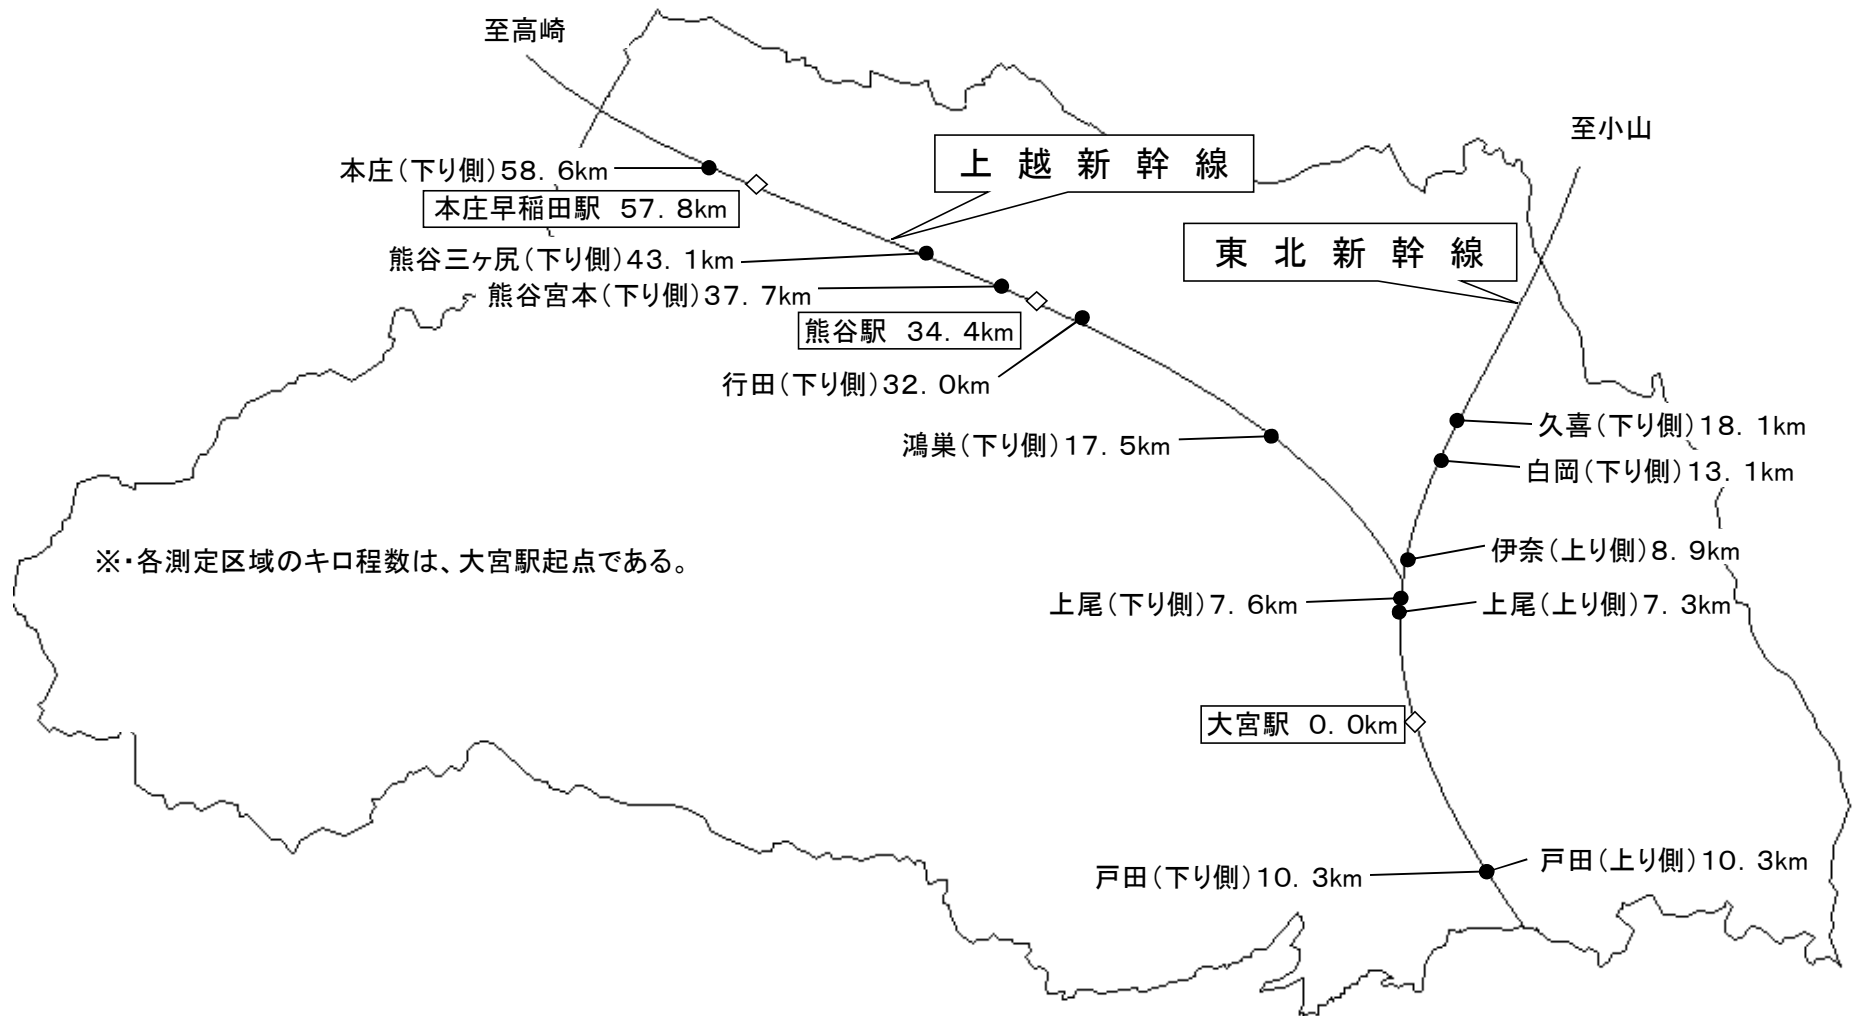 至高崎
至小山
上 越 新 幹 線
本庄(下り側)58．6km
本庄早稲田駅 57．8km
東 北 新 幹 線
熊谷三ヶ尻(下り側)43．1km
熊谷宮本(下り側)37．7km
熊谷駅 34．4km
行田(下り側)32．0km
久喜(下り側)18．1km
鴻巣(下り側)17．5km
白岡(下り側)13．1km
※・各測定区域のキロ程数は、大宮駅起点である。
伊奈(上り側)8．9km
上尾(下り側)7．6km
上尾(上り側)7．3km
大宮駅 0．0km
戸田(下り側)10．3km
戸田(上り側)10．3km